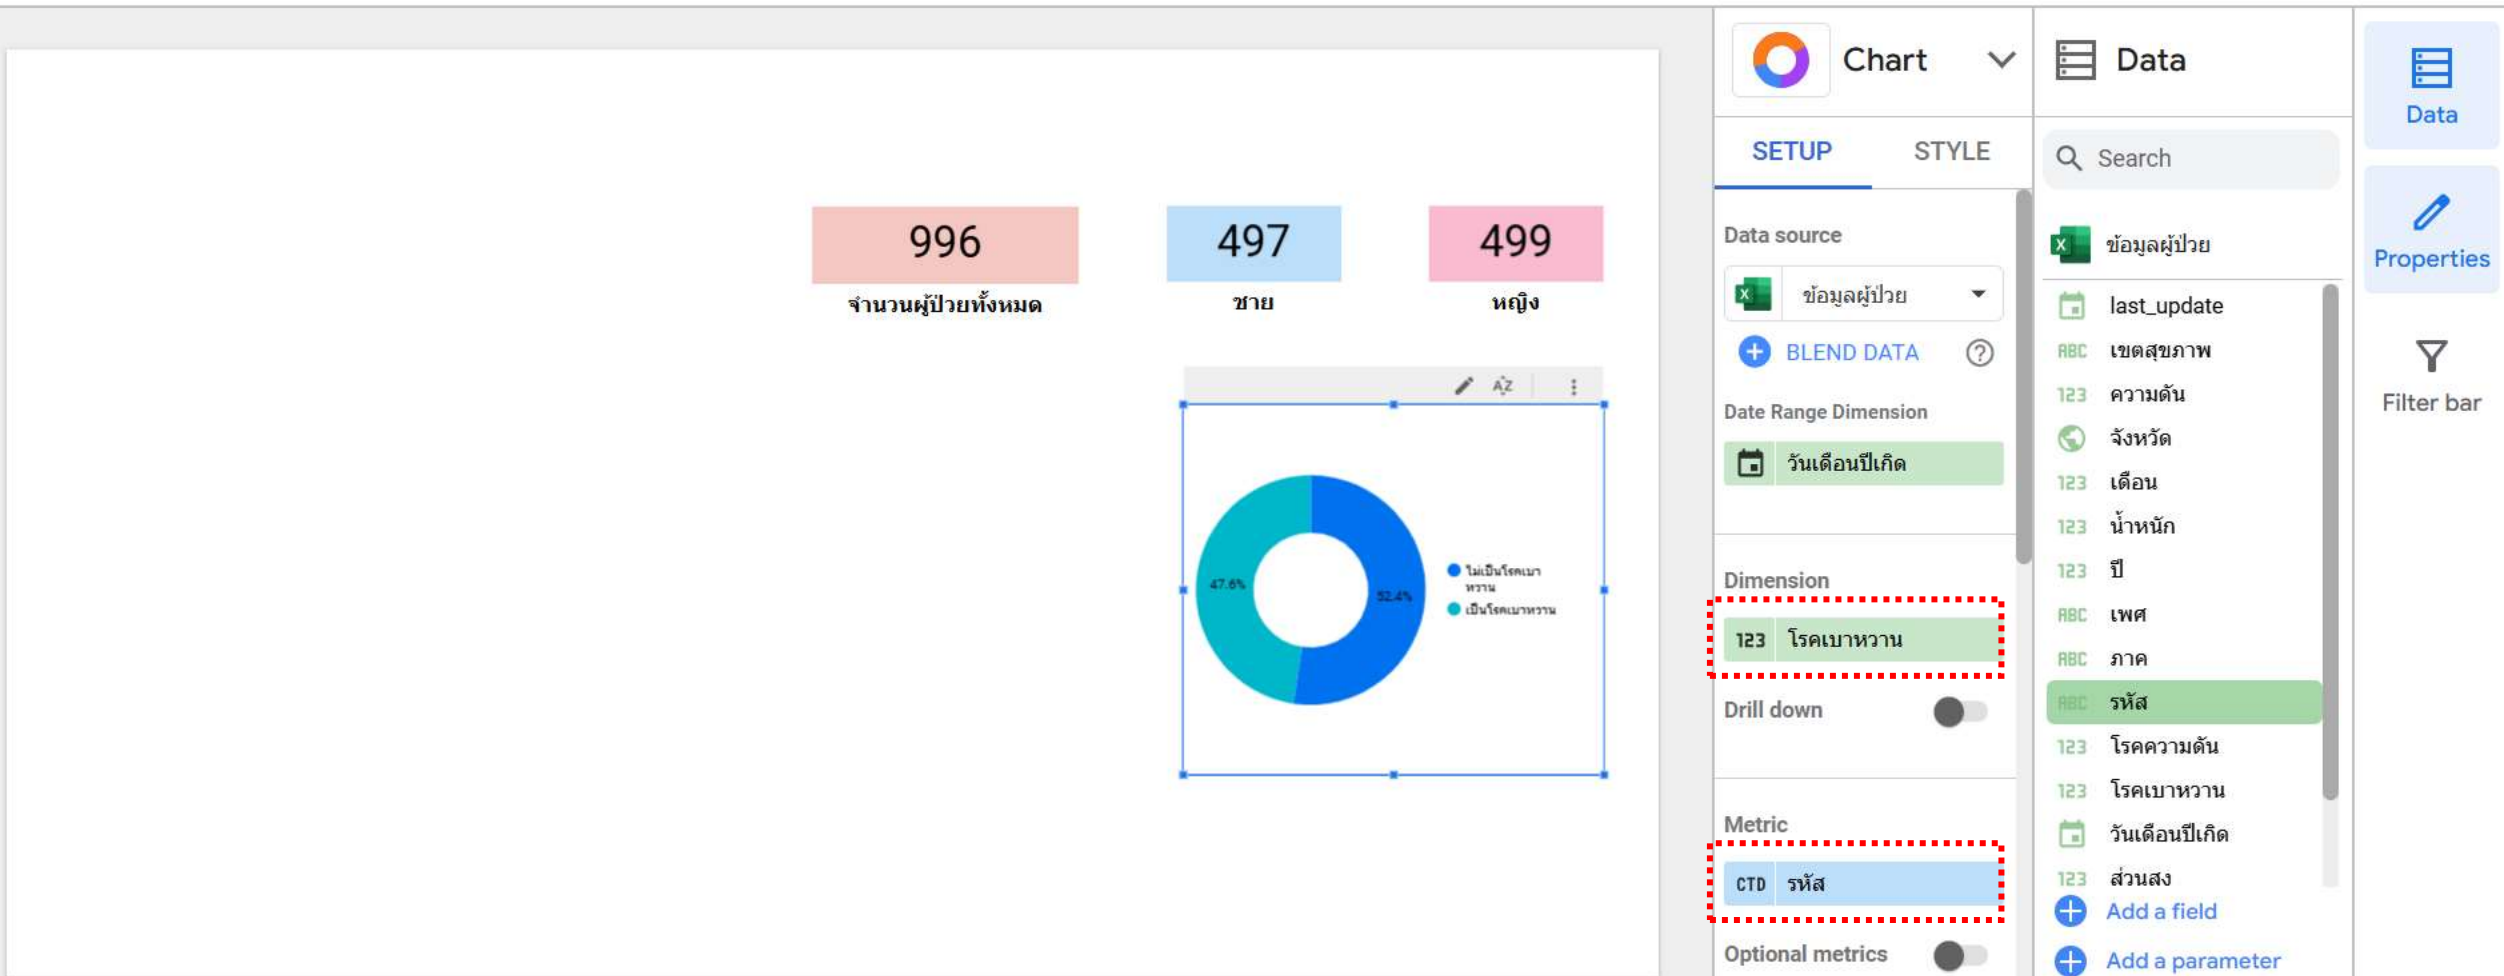 996
จำนวนผู้ป่วยทั้งหมด
497
ชาย
499
หญิง
47.6%
52.4%
ไม่เป็นโรคเบา
หวาน
เป็นโรคเบาหวาน
Chart
SETUP STYLE
Data source
ข้อมูลผู้ป่วย
BLEND DATA
Date Range Dimension
วันเดือนปีเกิด
Dimension
123 โรคเบาหวาน
Drill down
Metric
CTD รหัส
Optional metrics
Data
Search
ข้อมูลผู้ป่วย
last_update
ABC เขตสุขภาพ
123 ความดัน
จังหวัด
123 เดือน
123 น้ำหนัก
123 ปี
ABC เพศ
ABC ภาค
ABC รหัส
123 โรคความดัน
123 โรคเบาหวาน
วันเดือนปีเกิด
123 ส่วนสูง
Add a field
Add a parameter
Data
Properties
Filter bar